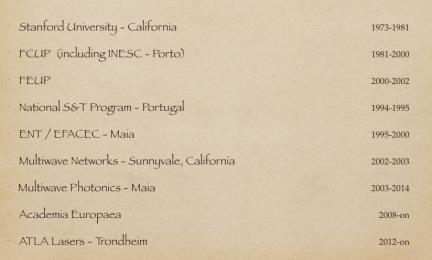 Stanford University - California 1973-1981
FCUP (including INESC - Porto) 1981-2000
FEUP 2000-2002
National S&T Program - Portugal 1994-1995
ENT / EFACEC - Maia 1995-2000
Multiwave Networks - Sunnyvale, California 2002-2003
Multiwave Photonics - Maia 2003-2014
Academia Europaea 2008-on
ATLA Lasers - Trondheim 2012-on